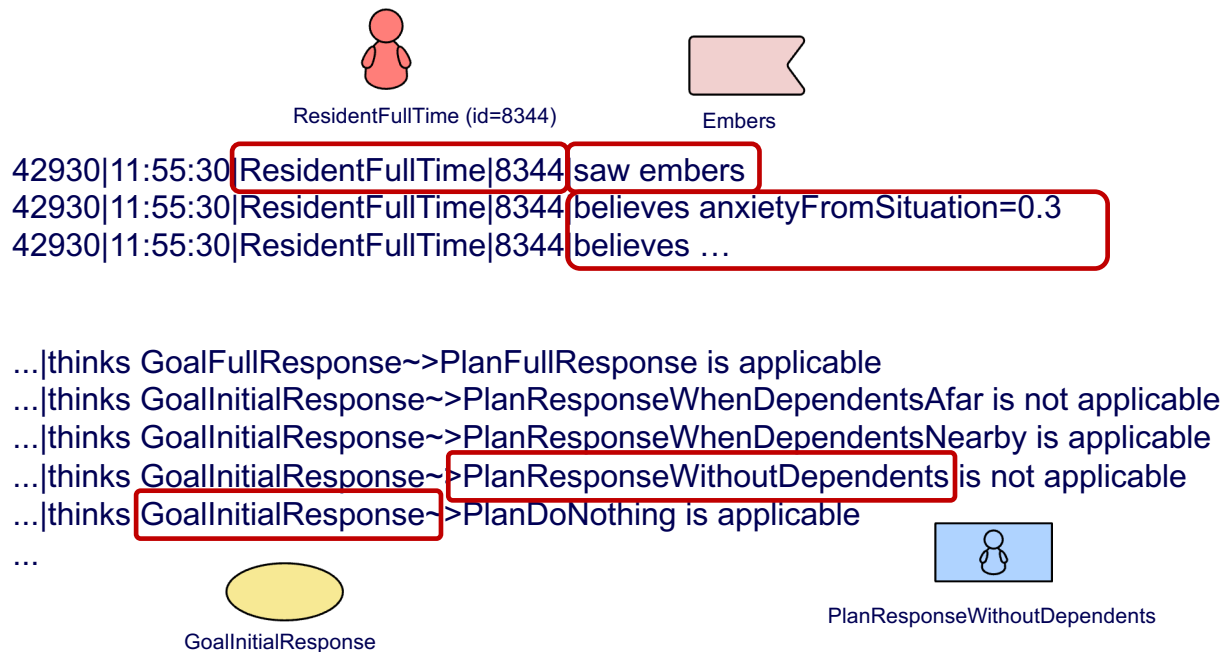 ResidentFullTime (id=8344)
Embers
42930|11:55:30|ResidentFullTime|8344|saw embers
42930|11:55:30|ResidentFullTime|8344|believes anxietyFromSituation=0.3
42930|11:55:30|ResidentFullTime|8344|believes …
...|thinks GoalFullResponse~>PlanFullResponse is applicable
...|thinks GoalInitialResponse~>PlanResponseWhenDependentsAfar is not applicable
...|thinks GoalInitialResponse~>PlanResponseWhenDependentsNearby is applicable
...|thinks GoalInitialResponse~>PlanResponseWithoutDependents is not applicable
...|thinks GoalInitialResponse~>PlanDoNothing is applicable
...
PlanResponseWithoutDependents
GoalInitialResponse